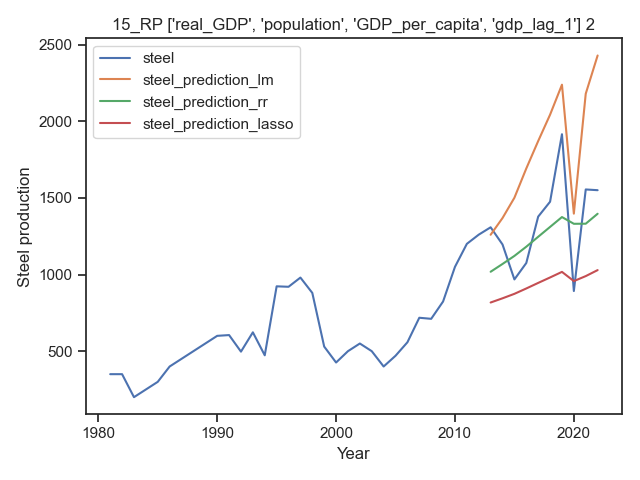 15_RP ['real_GDP', 'population', 'GDP_per_capita', 'gdp_lag_1'] 2
steel
steel_prediction_lm
steel_prediction_rr
steel_prediction_lasso
Steel production
2500
2000
1500
1000
500
1980
1990
2000
2010
2020
Year